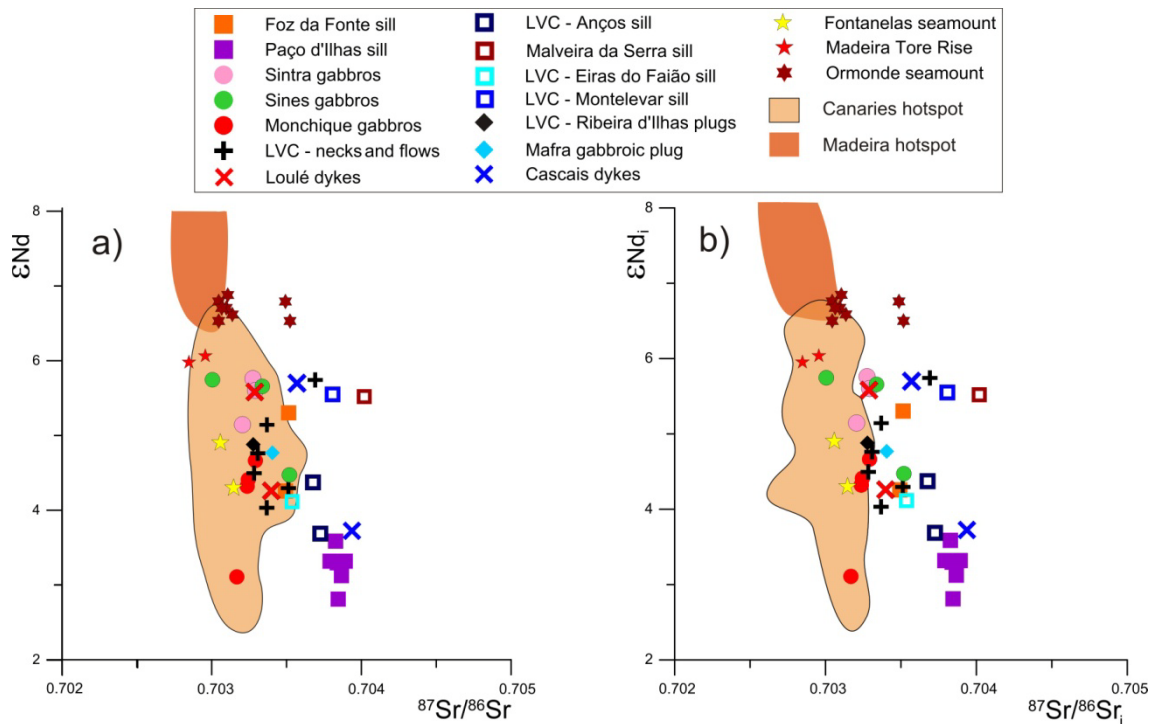 Foz da Fonte sill
Paço d'Ilhas sill
Sintra gabbros
Sines gabbros
Monchique gabbros
LVC - necks and flows
Loulé dykes
LVC - Anços sill
Malveira da Serra sill
LVC - Eiras do Faião sill
LVC - Montelevar sill
LVC - Ribeira d'Ilhas plugs
Mafra gabbroic plug
Cascais dykes
Fontanelas seamount
Madeira Tore Rise
Ormonde seamount
Canaries hotspot
Madeira hotspot
a)
εNd
8
6
4
2
0.702
0.703
0.704
0.705
⁸⁷Sr/⁸⁶Sr
b)
εNdᵢ
8
6
4
2
0.702
0.703
0.704
0.705
⁸⁷Sr/⁸⁶Srᵢ